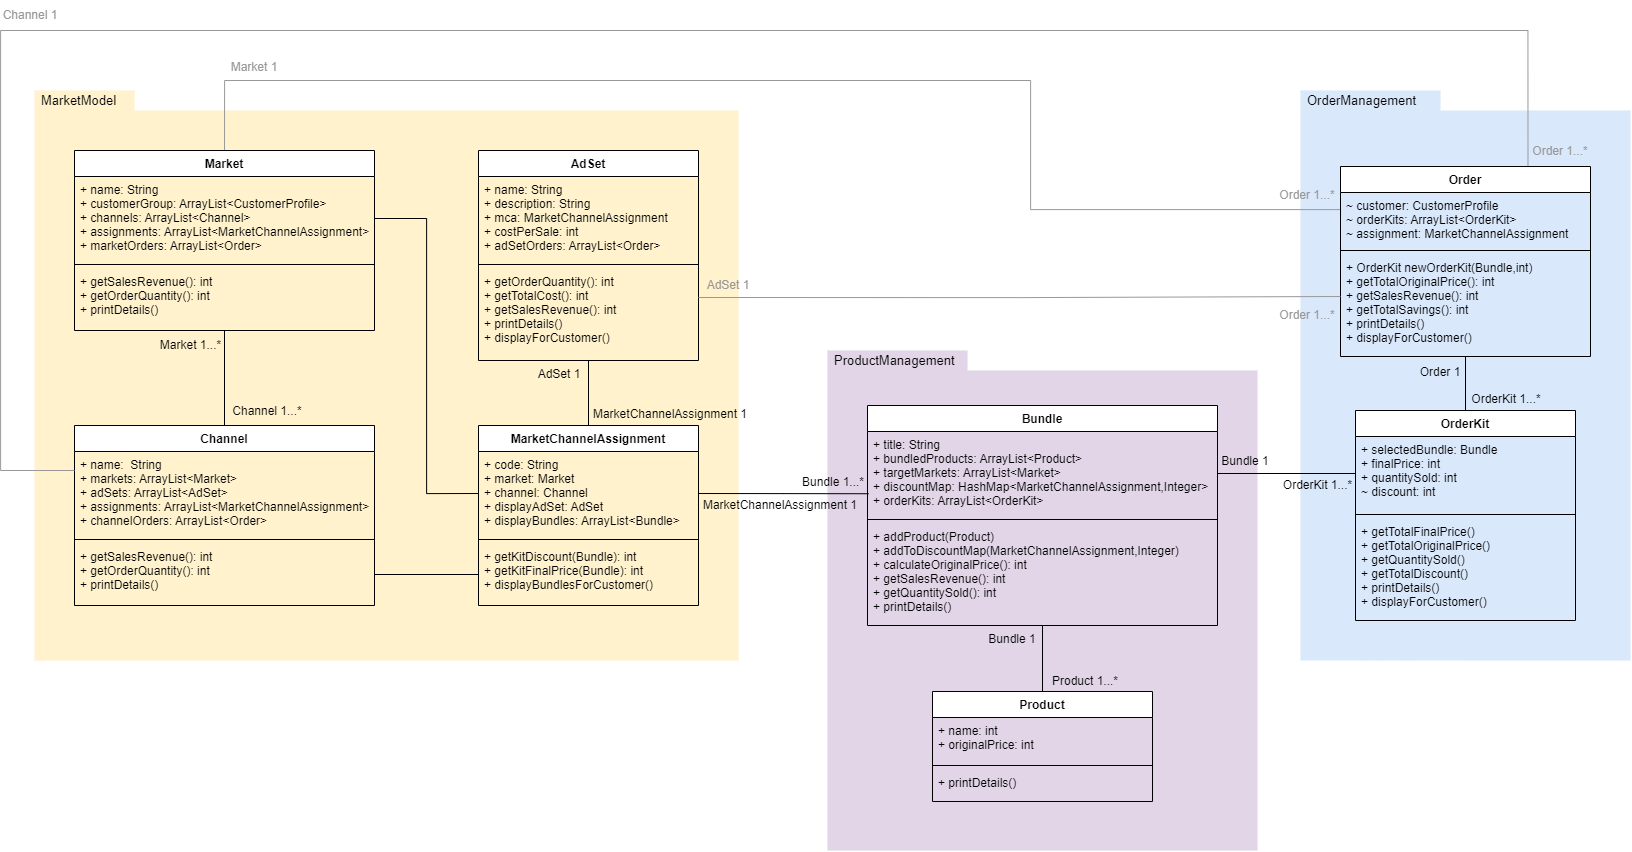 Channel 1
Market 1
MarketModel
Market
+ name: String
+ customerGroup: ArrayList<CustomerProfile>
+ channels: ArrayList<Channel>
+ assignments: ArrayList<MarketChannelAssignment>
+ marketOrders: ArrayList<Order>
+ getSalesRevenue(): int
+ getOrderQuantity(): int
+ printDetails()
Market 1...*
Channel 1...*
AdSet
+ name: String
+ description: String
+ mca: MarketChannelAssignment
+ costPerSale: int
+ adSetOrders: ArrayList<Order>
+ getOrderQuantity(): int
+ getTotalCost(): int
+ getSalesRevenue(): int
+ printDetails()
+ displayForCustomer()
AdSet 1
AdSet 1
MarketChannelAssignment 1
Channel
+ name:  String
+ markets: ArrayList<Market>
+ adSets: ArrayList<AdSet>
+ assignments: ArrayList<MarketChannelAssignment>
+ channelOrders: ArrayList<Order>
+ getSalesRevenue(): int
+ getOrderQuantity(): int
+ printDetails()
MarketChannelAssignment
+ code: String
+ market: Market
+ channel: Channel
+ displayAdSet: AdSet
+ displayBundles: ArrayList<Bundle>
+ getKitDiscount(Bundle): int
+ getKitFinalPrice(Bundle): int
+ displayBundlesForCustomer()
Bundle 1...*
MarketChannelAssignment 1
ProductManagement
Bundle
+ title: String
+ bundledProducts: ArrayList<Product>
+ targetMarkets: ArrayList<Market>
+ discountMap: HashMap<MarketChannelAssignment,Integer>
+ orderKits: ArrayList<OrderKit>
+ addProduct(Product)
+ addToDiscountMap(MarketChannelAssignment,Integer)
+ calculateOriginalPrice(): int
+ getSalesRevenue(): int
+ getQuantitySold(): int
+ printDetails()
Bundle 1
Product 1...*
Product
+ name: int
+ originalPrice: int
+ printDetails()
Bundle 1
OrderKit 1...*
OrderManagement
Order 1...*
Order 1...*
Order 1...*
Order
~ customer: CustomerProfile
~ orderKits: ArrayList<OrderKit>
~ assignment: MarketChannelAssignment
+ OrderKit newOrderKit(Bundle,int)
+ getTotalOriginalPrice(): int
+ getSalesRevenue(): int
+ getTotalSavings(): int
+ printDetails()
+ displayForCustomer()
Order 1
OrderKit 1...*
OrderKit
+ selectedBundle: Bundle
+ finalPrice: int
+ quantitySold: int
~ discount: int
+ getTotalFinalPrice()
+ getTotalOriginalPrice()
+ getQuantitySold()
+ getTotalDiscount()
+ printDetails()
+ displayForCustomer()